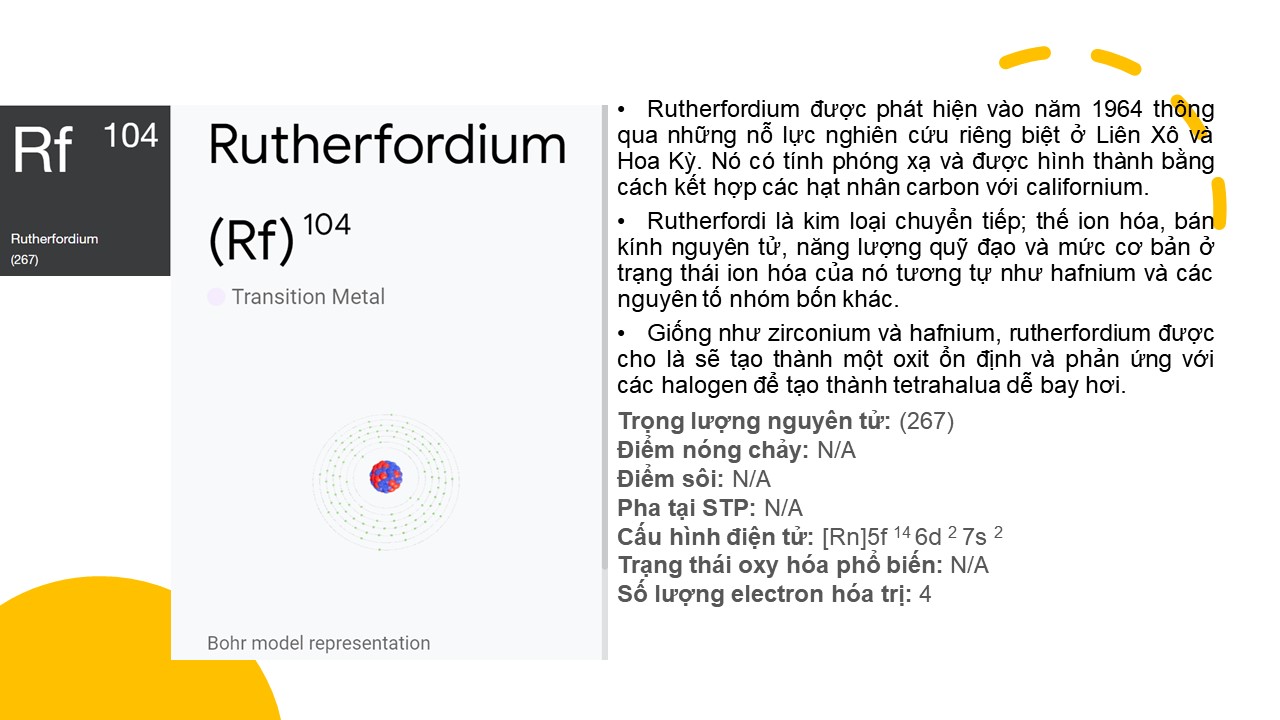 Rf 104
Rutherfordium
(267)
Rutherfordium
(Rf) 104
Transition Metal
Bohr model representation
• Rutherfordium được phát hiện vào năm 1964 thông
qua những nỗ lực nghiên cứu riêng biệt ở Liên Xô và
Hoa Kỳ. Nó có tính phóng xạ và được hình thành bằng
cách kết hợp các hạt nhân carbon với californium.
• Rutherfordi là kim loại chuyển tiếp; thế ion hóa, bán
kính nguyên tử, năng lượng quỹ đạo và mức cơ bản ở
trạng thái ion hóa của nó tương tự như hafnium và các
nguyên tố nhóm bốn khác.
• Giống như zirconium và hafnium, rutherfordium được
cho là sẽ tạo thành một oxit ổn định và phản ứng với
các halogen để tạo thành tetrahalua dễ bay hơi.
Trọng lượng nguyên tử: (267)
Điểm nóng chảy: N/A
Điểm sôi: N/A
Pha tại STP: N/A
Cấu hình điện tử: [Rn]5f 14 6d 2 7s 2
Trạng thái oxy hóa phổ biến: N/A
Số lượng electron hóa trị: 4